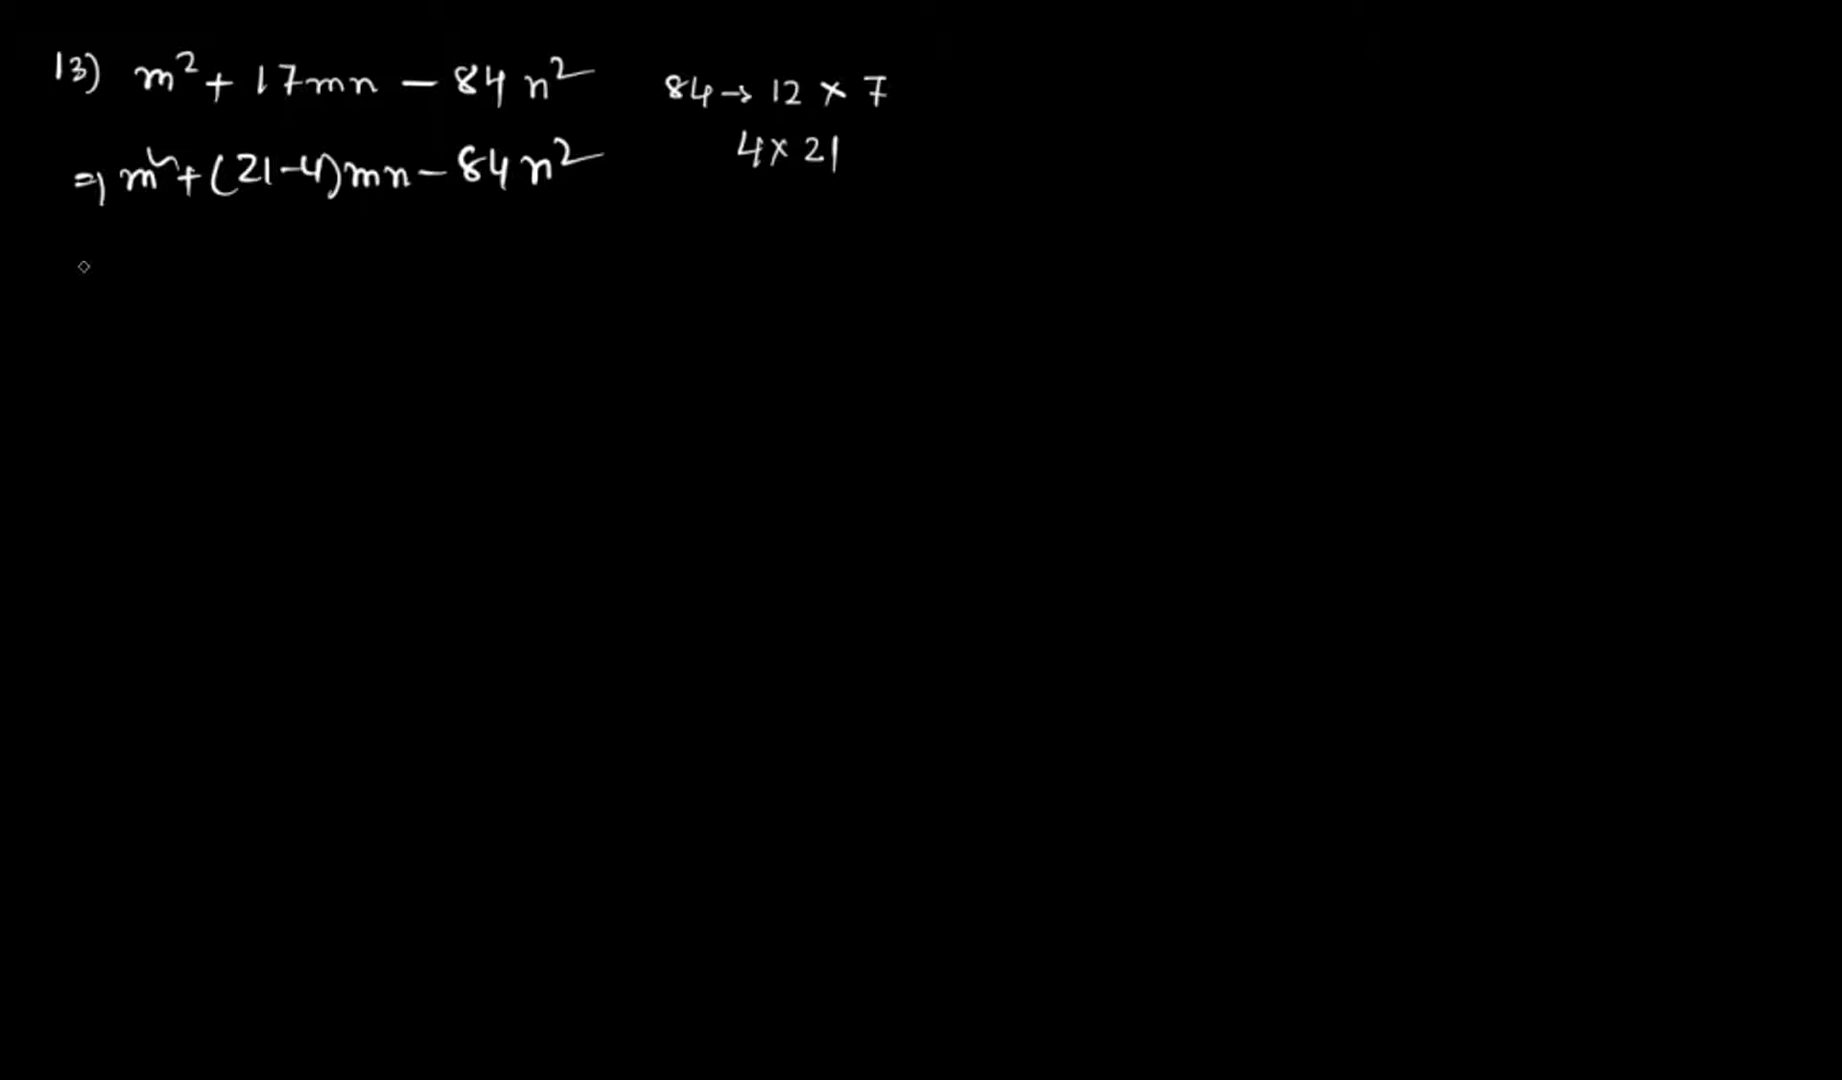 13) m² + 17mn − 84n²
84 → 12 × 7
4 × 21
⇒ m² + (21−4)mn − 84n²